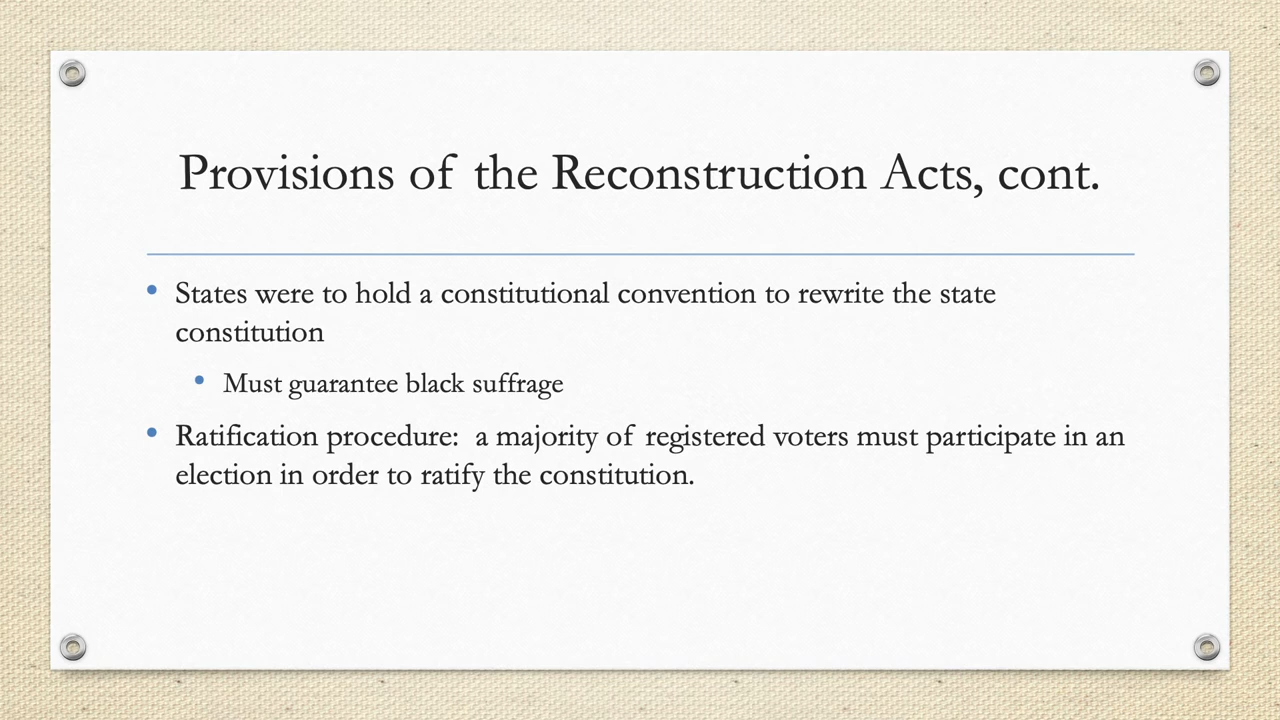 Provisions of the Reconstruction Acts, cont.
• States were to hold a constitutional convention to rewrite the state
constitution
• Must guarantee black suffrage
• Ratification procedure:  a majority of registered voters must participate in an
election in order to ratify the constitution.